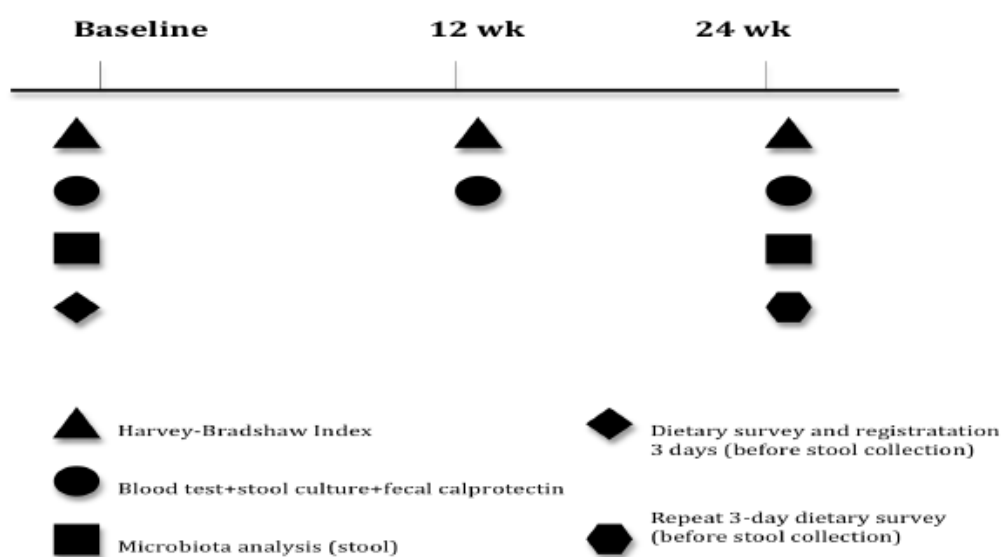 Baseline 12 wk 24 wk
Harvey-Bradshaw Index
Blood test+stool culture+fecal calprotectin
Microbiota analysis (stool)
Dietary survey and registratation
3 days (before stool collection)
Repeat 3-day dietary survey
(before stool collection)